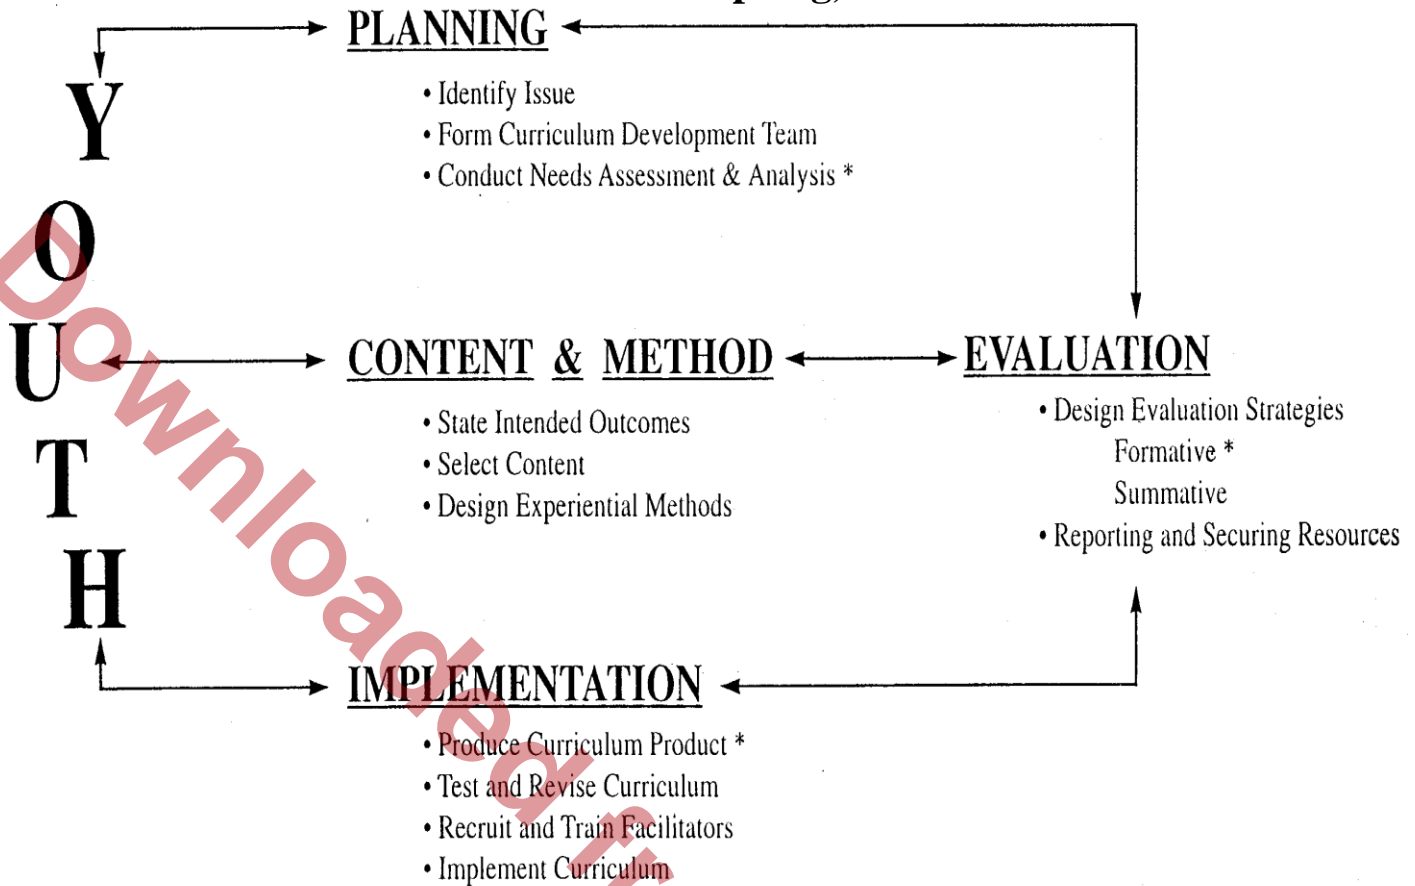 PLANNING
• Identify Issue
• Form Curriculum Development Team
• Conduct Needs Assessment & Analysis *
Y
O
U
T
H
CONTENT & METHOD
• State Intended Outcomes
• Select Content
• Design Experiential Methods
EVALUATION
• Design Evaluation Strategies
Formative *
Summative
• Reporting and Securing Resources
IMPLEMENTATION
• Produce Curriculum Product *
• Test and Revise Curriculum
• Recruit and Train Facilitators
• Implement Curriculum
Downloaded fr